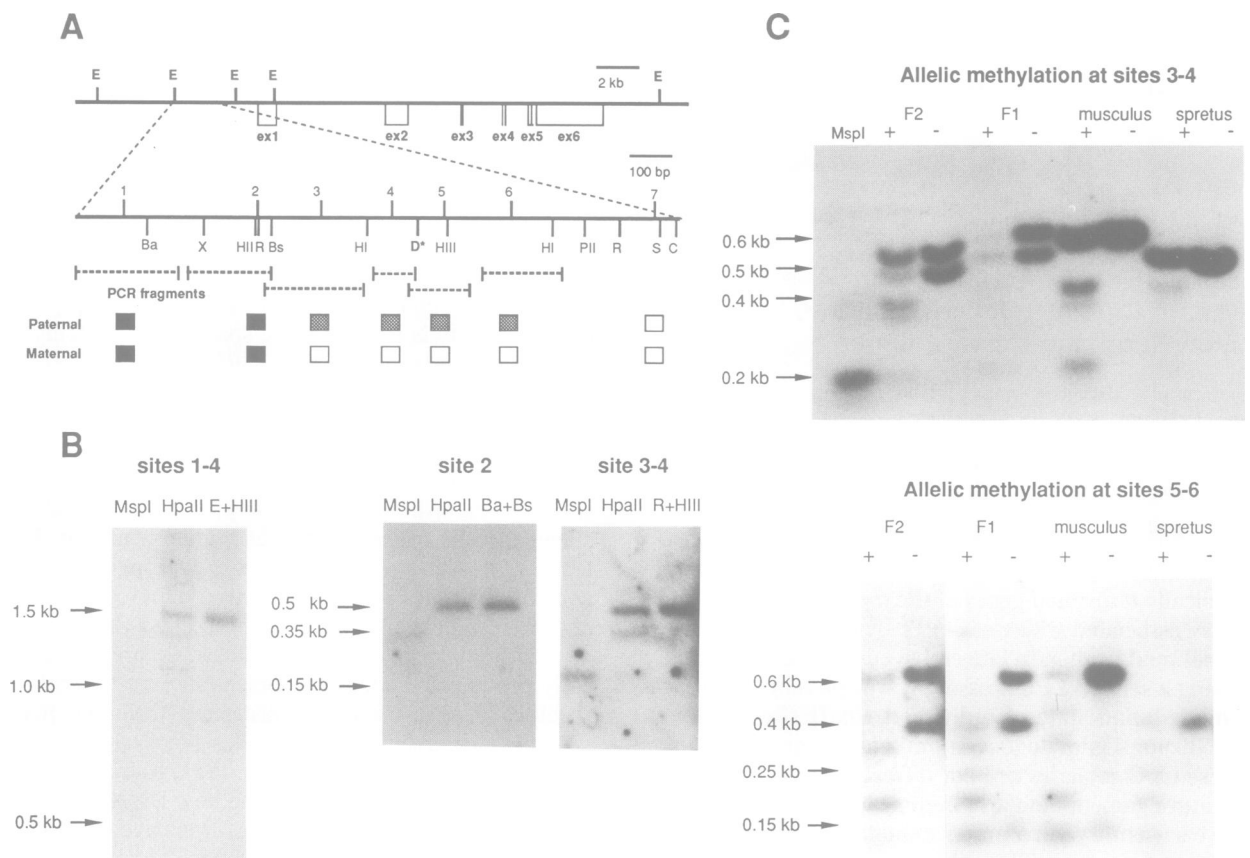 A
E E E E E
2 kb
ex1 ex2 ex3 ex4 ex5 ex6
100 bp
1 2 3 4 5 6 7
Ba X HII R Bs HI D* HIII HI PII R S C
PCR fragments
Paternal
Maternal
B
sites 1-4
MspI HpaII E+HIII
1.5 kb
1.0 kb
0.5 kb
site 2
MspI HpaII Ba+Bs
0.5 kb
0.35 kb
0.15 kb
site 3-4
MspI HpaII R+HIII
C
Allelic methylation at sites 3-4
F2 F1 musculus spretus
MspI + - + - + - + -
0.6 kb
0.5 kb
0.4 kb
0.2 kb
Allelic methylation at sites 5-6
F2 F1 musculus spretus
+ - + - + - + -
0.6 kb
0.4 kb
0.25 kb
0.15 kb